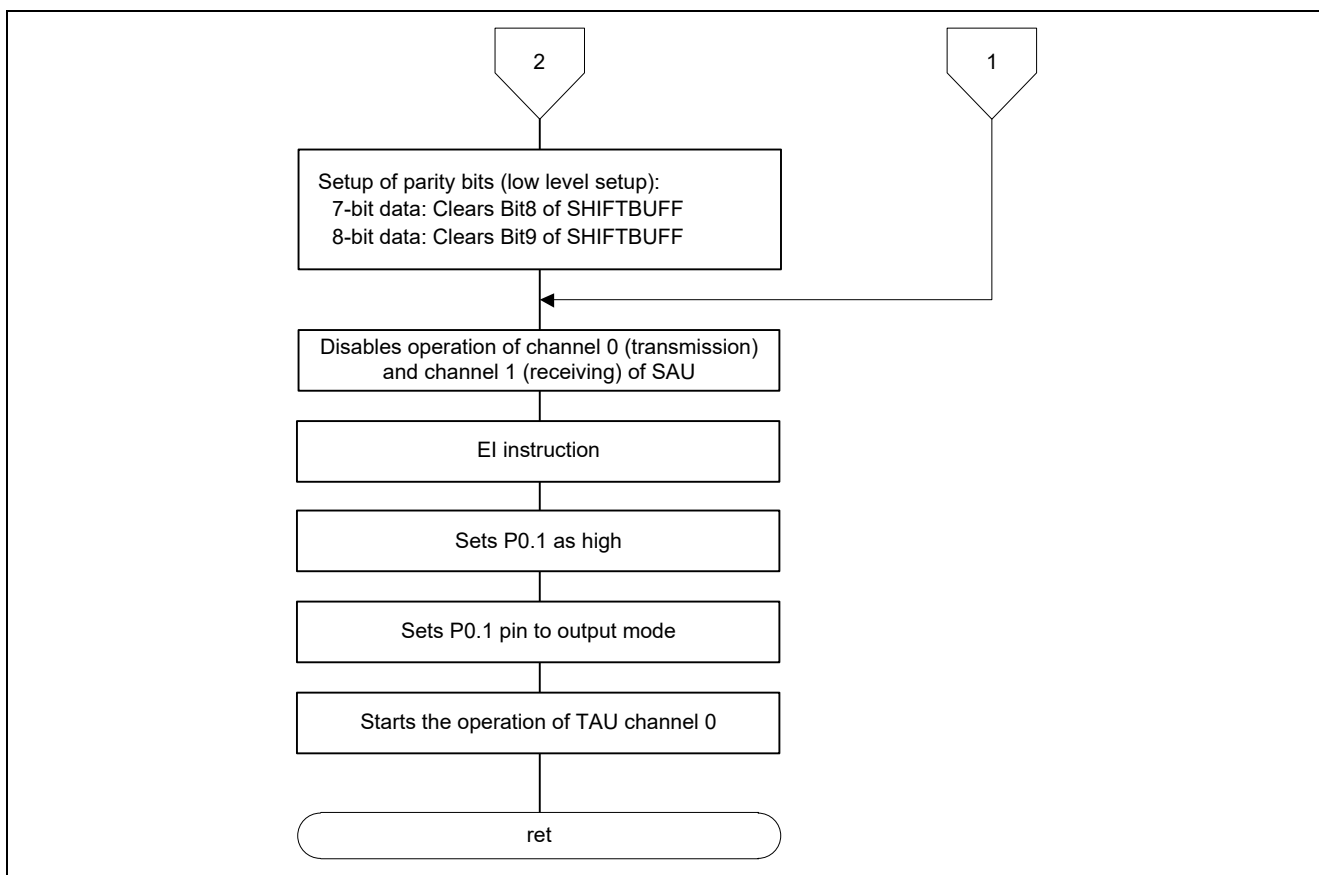 2
1
Setup of parity bits (low level setup):
7-bit data: Clears Bit8 of SHIFTBUFF
8-bit data: Clears Bit9 of SHIFTBUFF
Disables operation of channel 0 (transmission)
and channel 1 (receiving) of SAU
EI instruction
Sets P0.1 as high
Sets P0.1 pin to output mode
Starts the operation of TAU channel 0
ret